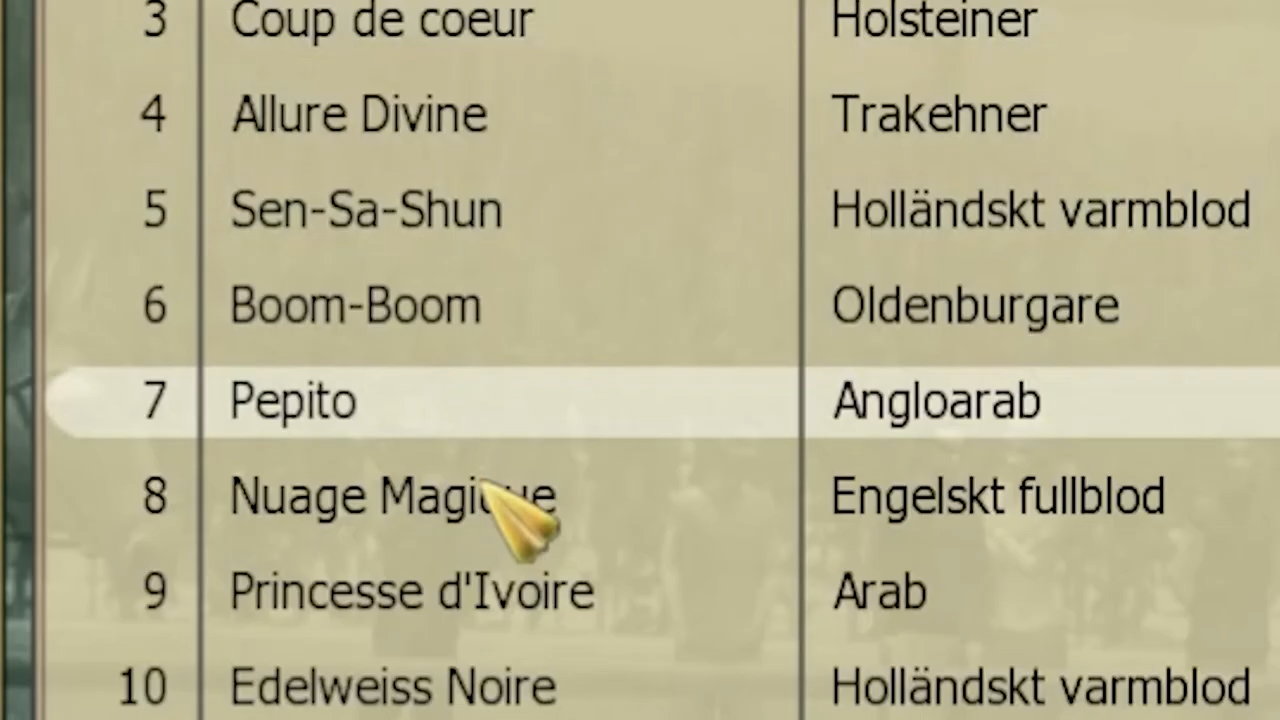 3 Coup de coeur Holsteiner
4 Allure Divine Trakehner
5 Sen-Sa-Shun Holländskt varmblod
6 Boom-Boom Oldenburgare
7 Pepito Angloarab
8 Nuage Magique Engelskt fullblod
9 Princesse d'Ivoire Arab
10 Edelweiss Noire Holländskt varmblod